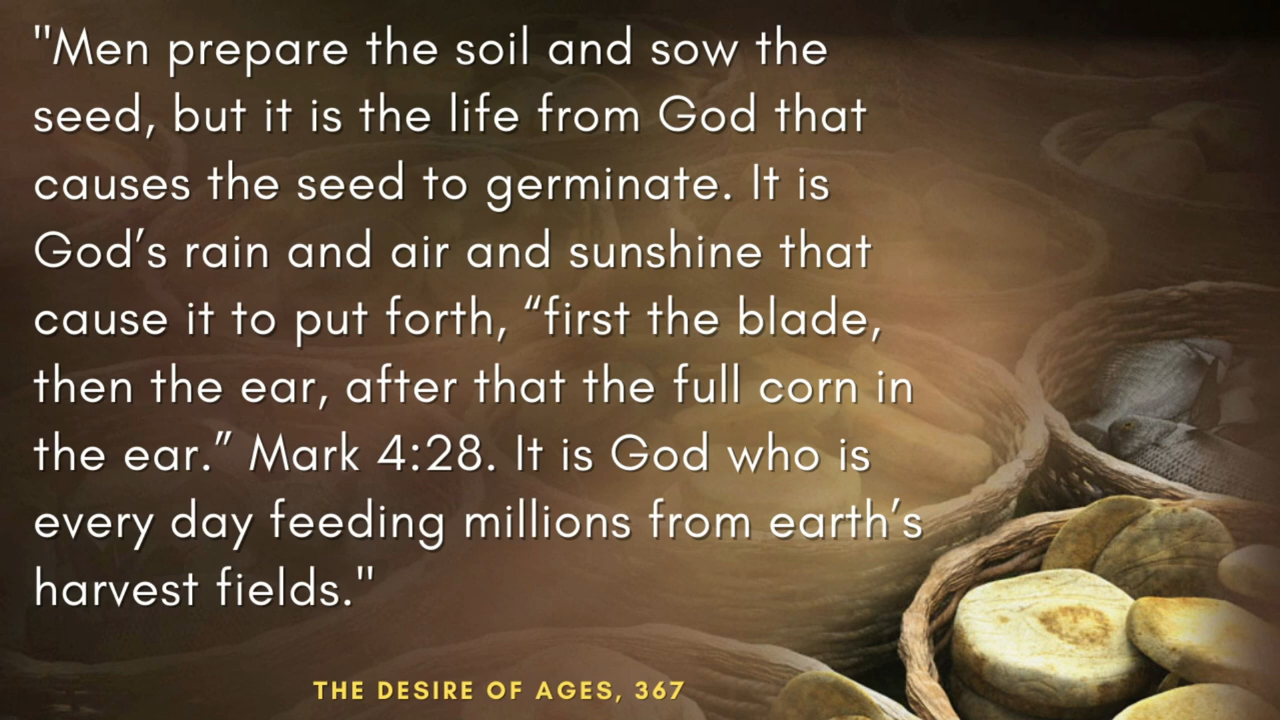 "Men prepare the soil and sow the
seed, but it is the life from God that
causes the seed to germinate. It is
God’s rain and air and sunshine that
cause it to put forth, “first the blade,
then the ear, after that the full corn in
the ear.” Mark 4:28. It is God who is
every day feeding millions from earth’s
harvest fields."
THE DESIRE OF AGES, 367